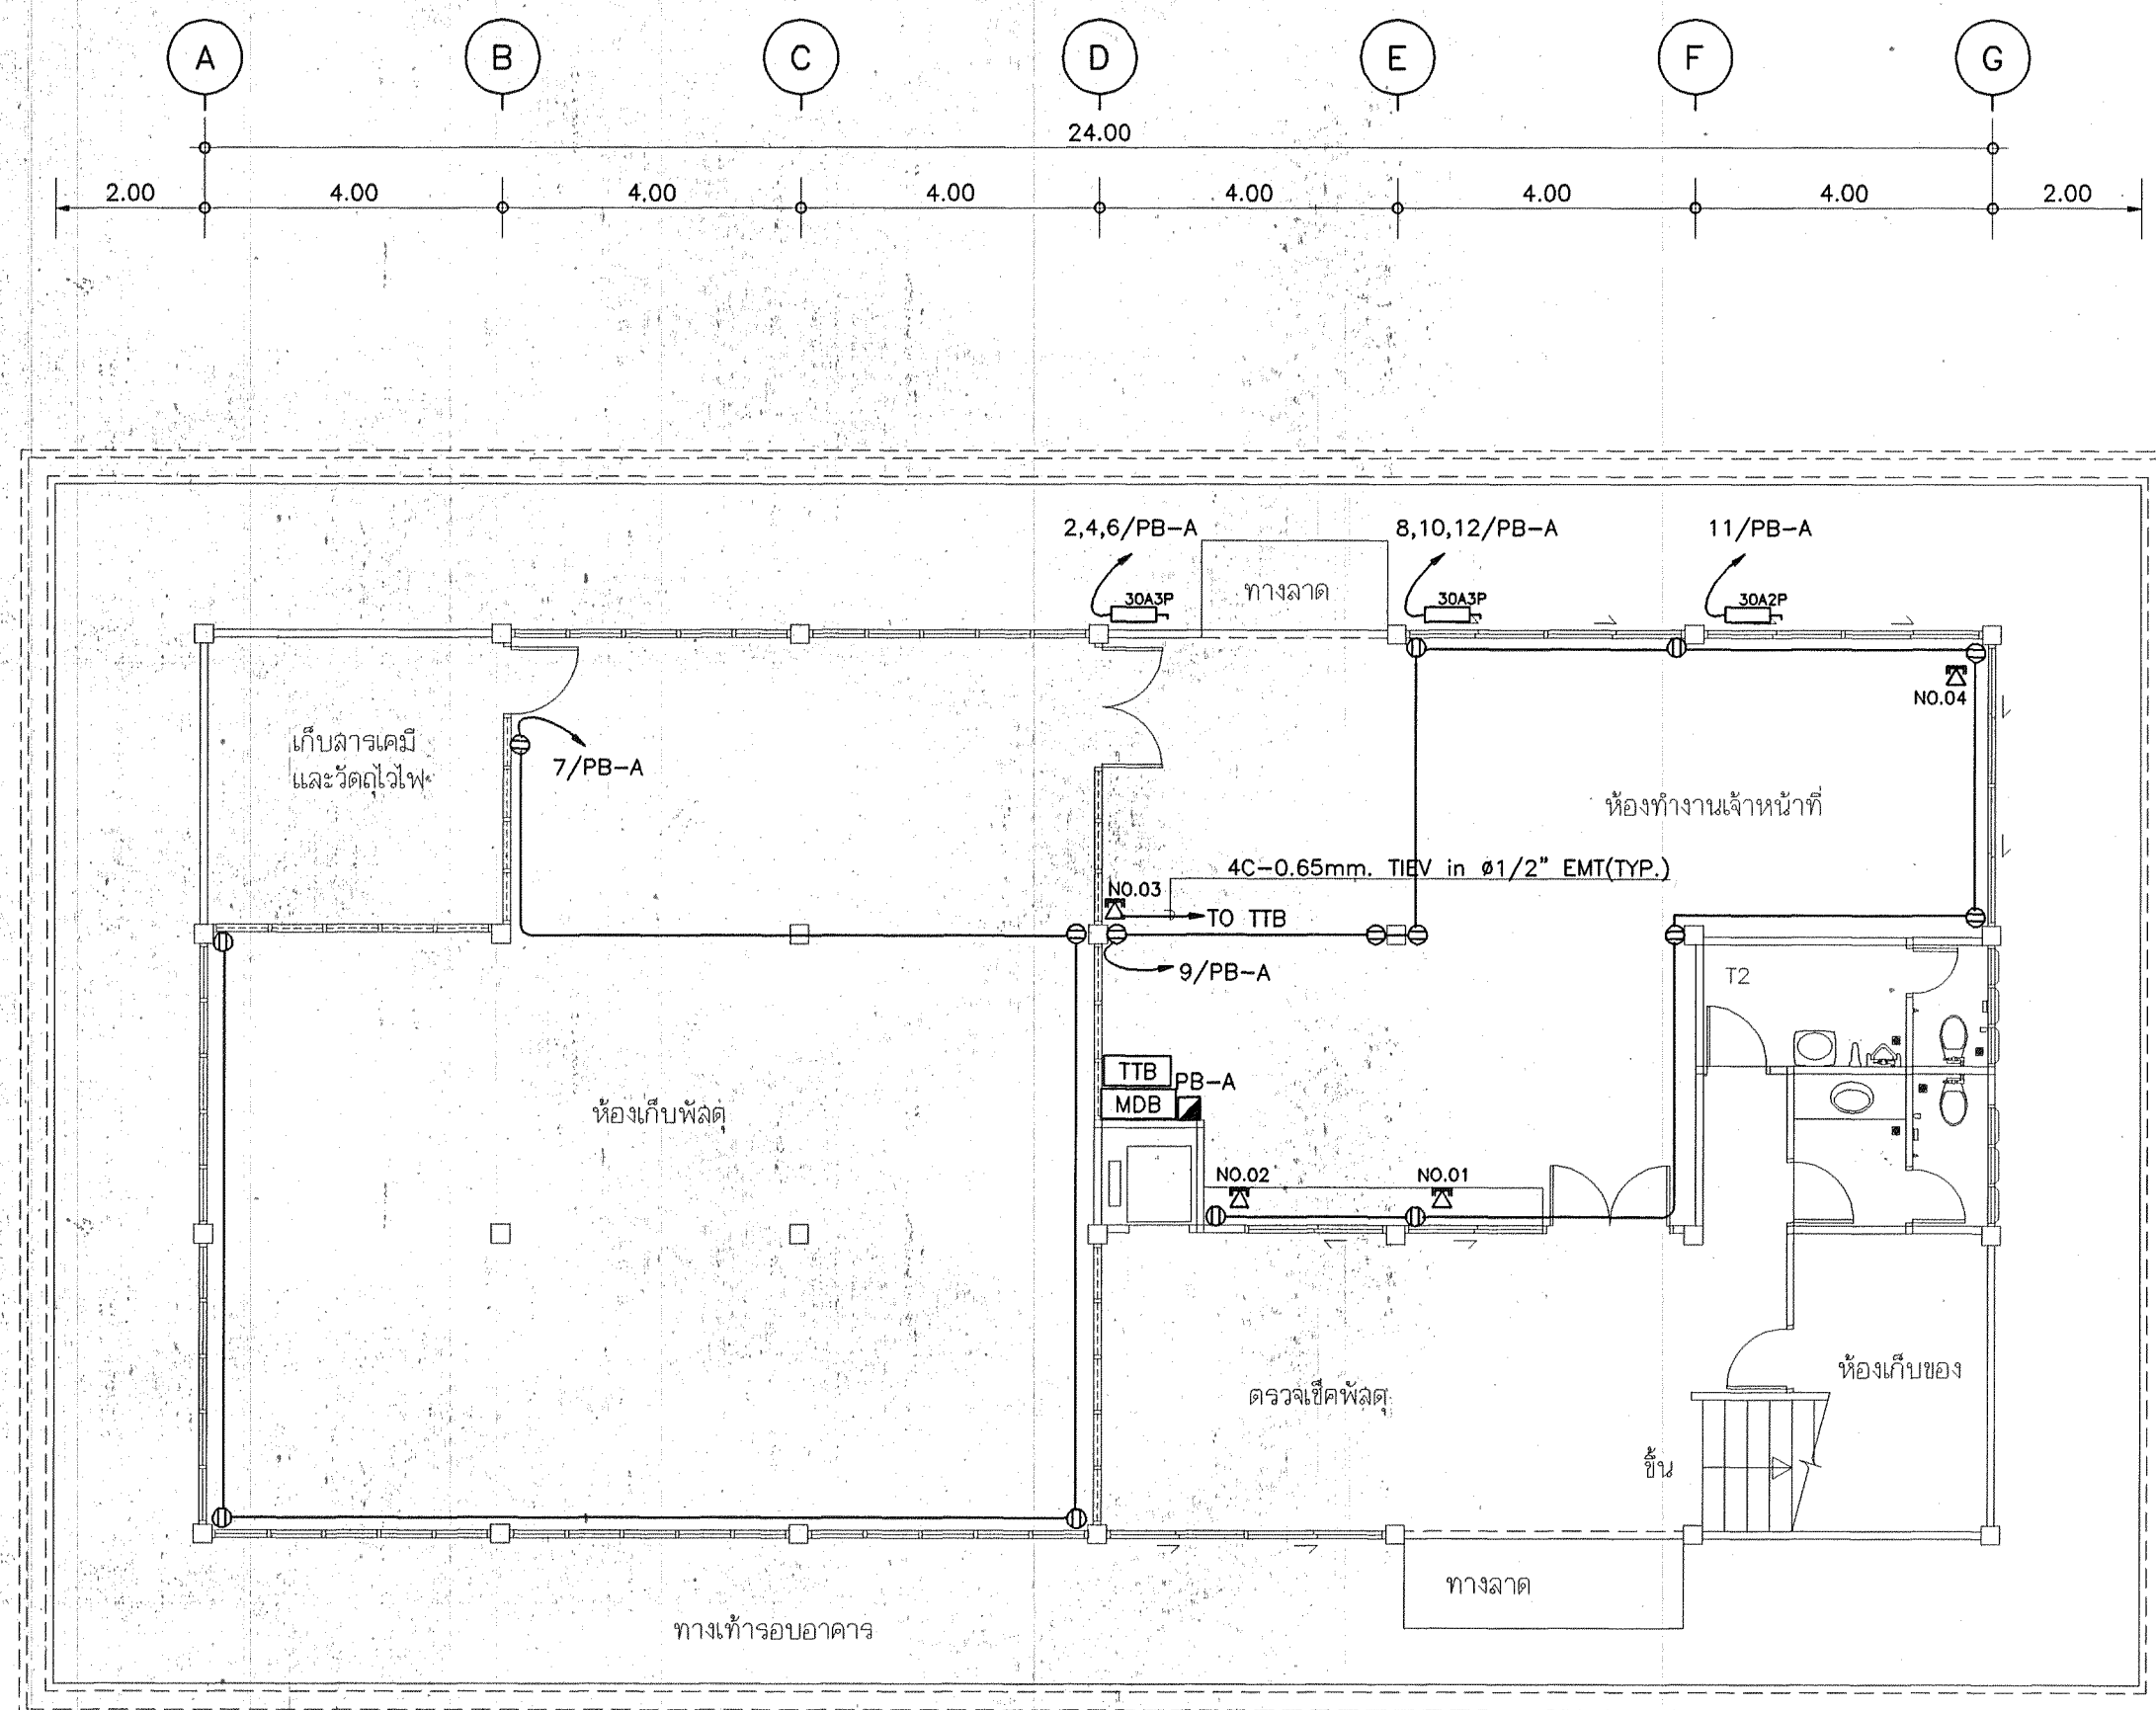 A B C D E F G
24.00
2.00 4.00 4.00 4.00 4.00 4.00 4.00 2.00
2,4,6/PB-A 8,10,12/PB-A 11/PB-A
30A3P 30A3P 30A2P
ทางลาด
NO.04
เก็บสารเคมี
และวัตถุไวไฟ
7/PB-A
ห้องทำงานเจ้าหน้าที่
4C-0.65mm. TIEV in ø1/2" EMT(TYP.)
NO.03
TO TTB
9/PB-A
T2
TTB
PB-A
MDB
ห้องเก็บพัสดุ
NO.02 NO.01
ห้องเก็บของ
ตรวจเช็คพัสดุ
ขึ้น
ทางลาด
ทางเท้ารอบอาคาร